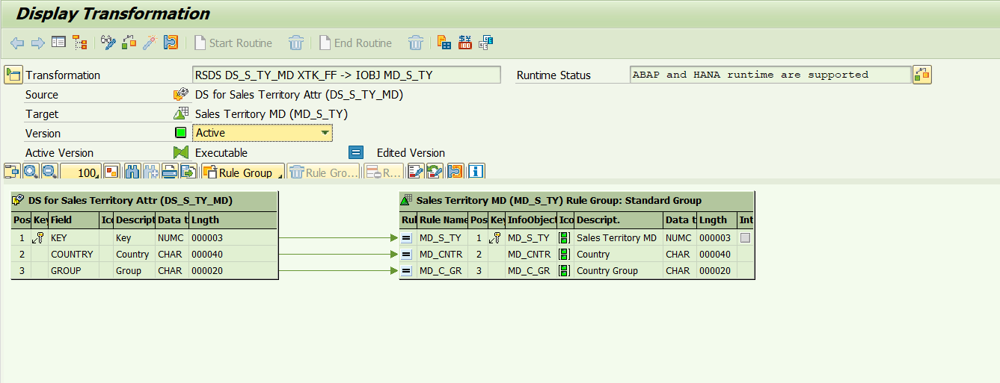 Display Transformation
Start Routine End Routine
Transformation RSDS DS_S_TY_MD XTK_FF -> IOBJ MD_S_TY Runtime Status ABAP and HANA runtime are supported
Source DS for Sales Territory Attr (DS_S_TY_MD)
Target Sales Territory MD (MD_S_TY)
Version Active
Active Version Executable Edited Version
100 Rule Group Rule Gro... R...
DS for Sales Territory Attr (DS_S_TY_MD) Sales Territory MD (MD_S_TY) Rule Group: Standard Group
Pos Key Field Ico Descript Data t Lngth Rul Rule Name Pos Key InfoObject Ico Descript. Data t Lngth Int
1 KEY Key NUMC 000003 MD_S_TY 1 MD_S_TY Sales Territory MD NUMC 000003
2 COUNTRY Country CHAR 000040 MD_CNTR 2 MD_CNTR Country CHAR 000040
3 GROUP Group CHAR 000020 MD_C_GR 3 MD_C_GR Country Group CHAR 000020